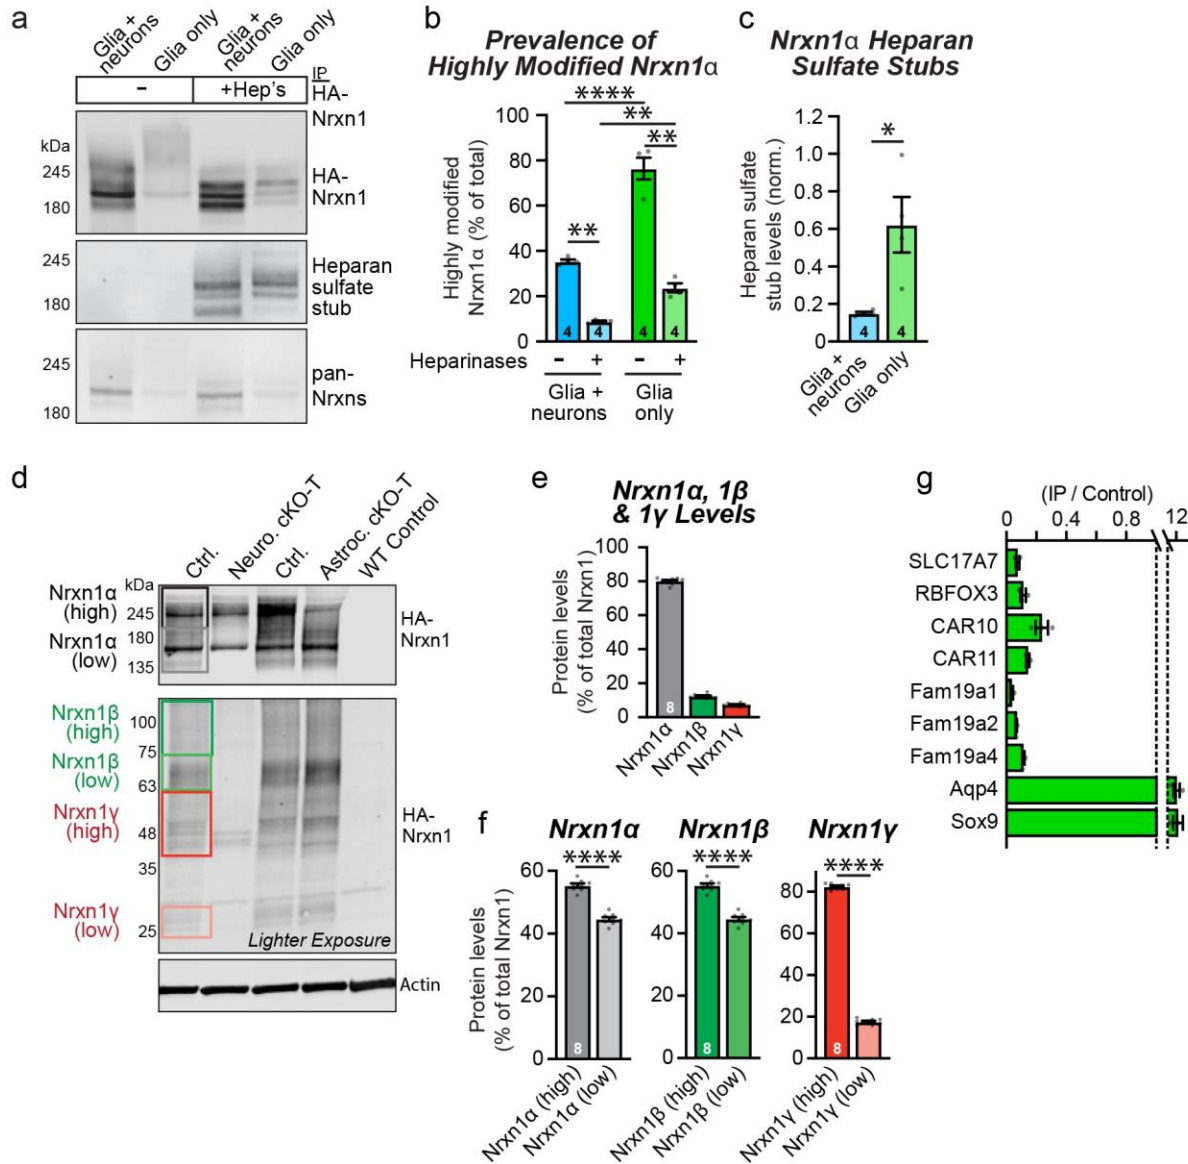 a
Glia +
neurons
Glia only
Glia +
neurons
Glia only
IP
HA-
Nrxn1
–
+Hep's
kDa
245
180
HA-
Nrxn1
245
180
Heparan
sulfate
stub
245
180
pan-
Nrxns
b
Prevalence of
Highly Modified Nrxn1α
Highly modified
Nrxn1α (% of total)
100
80
60
40
20
0
****
**
**
**
4
4
4
4
Heparinases
–
+
–
+
Glia +
neurons
Glia
only
c
Nrxn1α Heparan
Sulfate Stubs
Heparan sulfate
stub levels (norm.)
1.2
1.0
0.8
0.6
0.4
0.2
0
*
4
4
Glia +
neurons
Glia only
d
Ctrl.
Neuro. cKO-T
Ctrl.
Astroc. cKO-T
WT Control
kDa
Nrxn1α
(high)
245
180
Nrxn1α
(low)
135
HA-
Nrxn1
Nrxn1β
(high)
100
75
Nrxn1β
(low)
63
Nrxn1γ
(high)
48
35
Nrxn1γ
(low)
25
HA-
Nrxn1
Lighter Exposure
Actin
e
Nrxn1α, 1β
& 1γ Levels
Protein levels
(% of total Nrxn1)
100
80
60
40
20
0
8
Nrxn1α
Nrxn1β
Nrxn1γ
f
Nrxn1α
Nrxn1β
Nrxn1γ
Protein levels
(% of total Nrxn1)
60
40
20
0
****
8
Nrxn1α (high)
Nrxn1α (low)
60
40
20
0
****
8
Nrxn1β (high)
Nrxn1β (low)
80
60
40
20
0
****
8
Nrxn1γ (high)
Nrxn1γ (low)
g
(IP / Control)
0
0.4
0.8
12
SLC17A7
RBFOX3
CAR10
CAR11
Fam19a1
Fam19a2
Fam19a4
Aqp4
Sox9